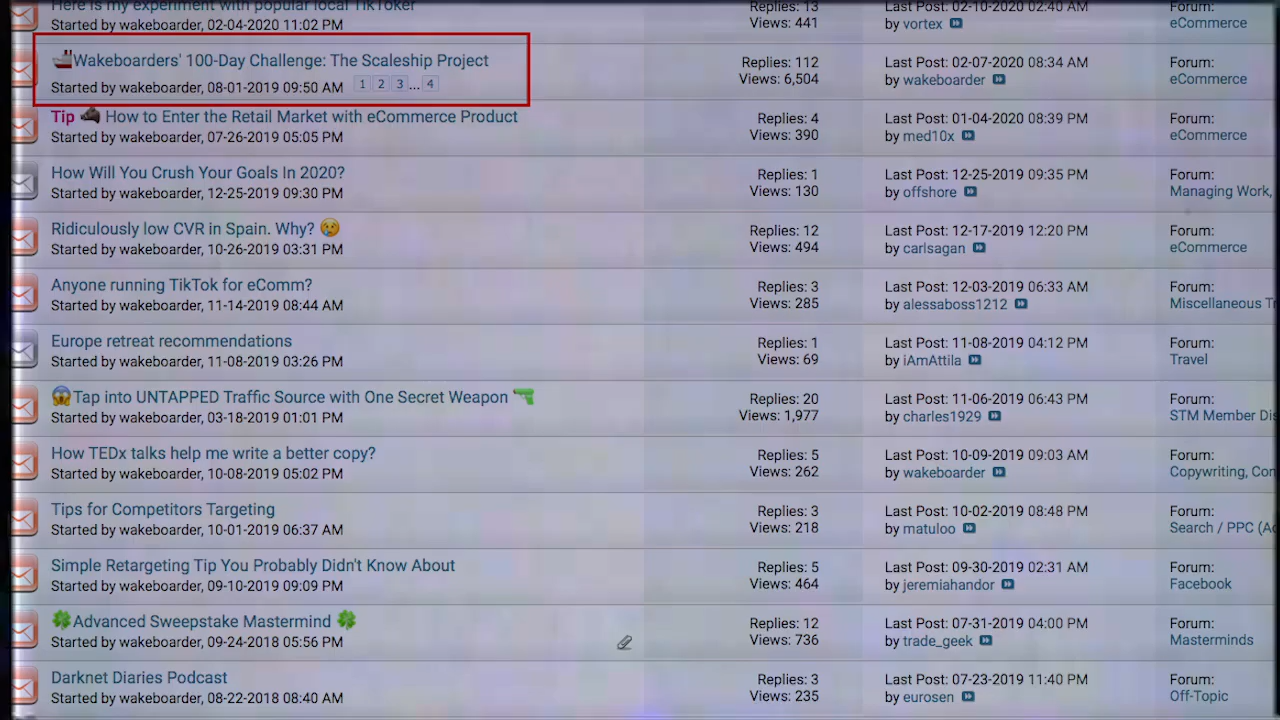 Here is my experiment with popular local TikToker
Started by wakeboarder, 02-04-2020 11:02 PM
Replies: 13
Views: 441
Last Post: 02-10-2020 02:40 AM
by vortex
Forum:
eCommerce
Wakeboarders' 100-Day Challenge: The Scaleship Project
Started by wakeboarder, 08-01-2019 09:50 AM 1 2 3 ... 4
Replies: 112
Views: 6,504
Last Post: 02-07-2020 08:34 AM
by wakeboarder
Forum:
eCommerce
Tip How to Enter the Retail Market with eCommerce Product
Started by wakeboarder, 07-26-2019 05:05 PM
Replies: 4
Views: 390
Last Post: 01-04-2020 08:39 PM
by med10x
Forum:
eCommerce
How Will You Crush Your Goals In 2020?
Started by wakeboarder, 12-25-2019 09:30 PM
Replies: 1
Views: 130
Last Post: 12-25-2019 09:35 PM
by offshore
Forum:
Managing Work,
Ridiculously low CVR in Spain. Why? 😢
Started by wakeboarder, 10-26-2019 03:31 PM
Replies: 12
Views: 494
Last Post: 12-17-2019 12:20 PM
by carlsagan
Forum:
eCommerce
Anyone running TikTok for eComm?
Started by wakeboarder, 11-14-2019 08:44 AM
Replies: 3
Views: 285
Last Post: 12-03-2019 06:33 AM
by alessaboss1212
Forum:
Miscellaneous T
Europe retreat recommendations
Started by wakeboarder, 11-08-2019 03:26 PM
Replies: 1
Views: 69
Last Post: 11-08-2019 04:12 PM
by iAmAttila
Forum:
Travel
😱Tap into UNTAPPED Traffic Source with One Secret Weapon 🔫
Started by wakeboarder, 03-18-2019 01:01 PM
Replies: 20
Views: 1,977
Last Post: 11-06-2019 06:43 PM
by charles1929
Forum:
STM Member Dis
How TEDx talks help me write a better copy?
Started by wakeboarder, 10-08-2019 05:02 PM
Replies: 5
Views: 262
Last Post: 10-09-2019 09:03 AM
by wakeboarder
Forum:
Copywriting, Con
Tips for Competitors Targeting
Started by wakeboarder, 10-01-2019 06:37 AM
Replies: 3
Views: 218
Last Post: 10-02-2019 08:48 PM
by matuloo
Forum:
Search / PPC (Ac
Simple Retargeting Tip You Probably Didn't Know About
Started by wakeboarder, 09-10-2019 09:09 PM
Replies: 5
Views: 464
Last Post: 09-30-2019 02:31 AM
by jeremiahandor
Forum:
Facebook
🍀Advanced Sweepstake Mastermind 🍀
Started by wakeboarder, 09-24-2018 05:56 PM
Replies: 12
Views: 736
Last Post: 07-31-2019 04:00 PM
by trade_geek
Forum:
Masterminds
Darknet Diaries Podcast
Started by wakeboarder, 08-22-2018 08:40 AM
Replies: 3
Views: 235
Last Post: 07-23-2019 11:40 PM
by eurosen
Forum:
Off-Topic